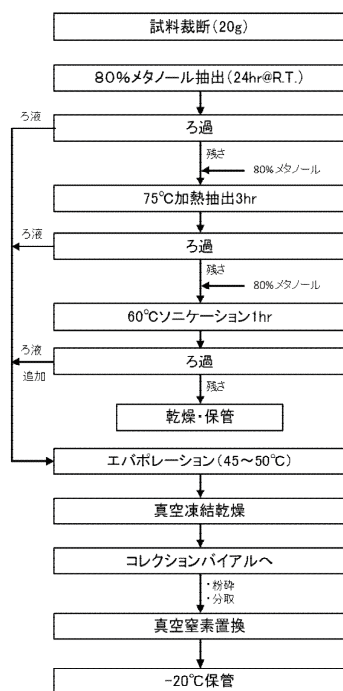 試料裁断(20g)
80%メタノール抽出(24hr@R.T.)
ろ液
ろ過
残さ
80%メタノール
75℃加熱抽出3hr
ろ液
ろ過
残さ
80%メタノール
60℃ソニケーション1hr
ろ液
ろ過
追加
残さ
乾燥・保管
エバポレーション(45～50℃)
真空凍結乾燥
コレクションバイアルへ
・粉砕
・分取
真空窒素置換
-20℃保管